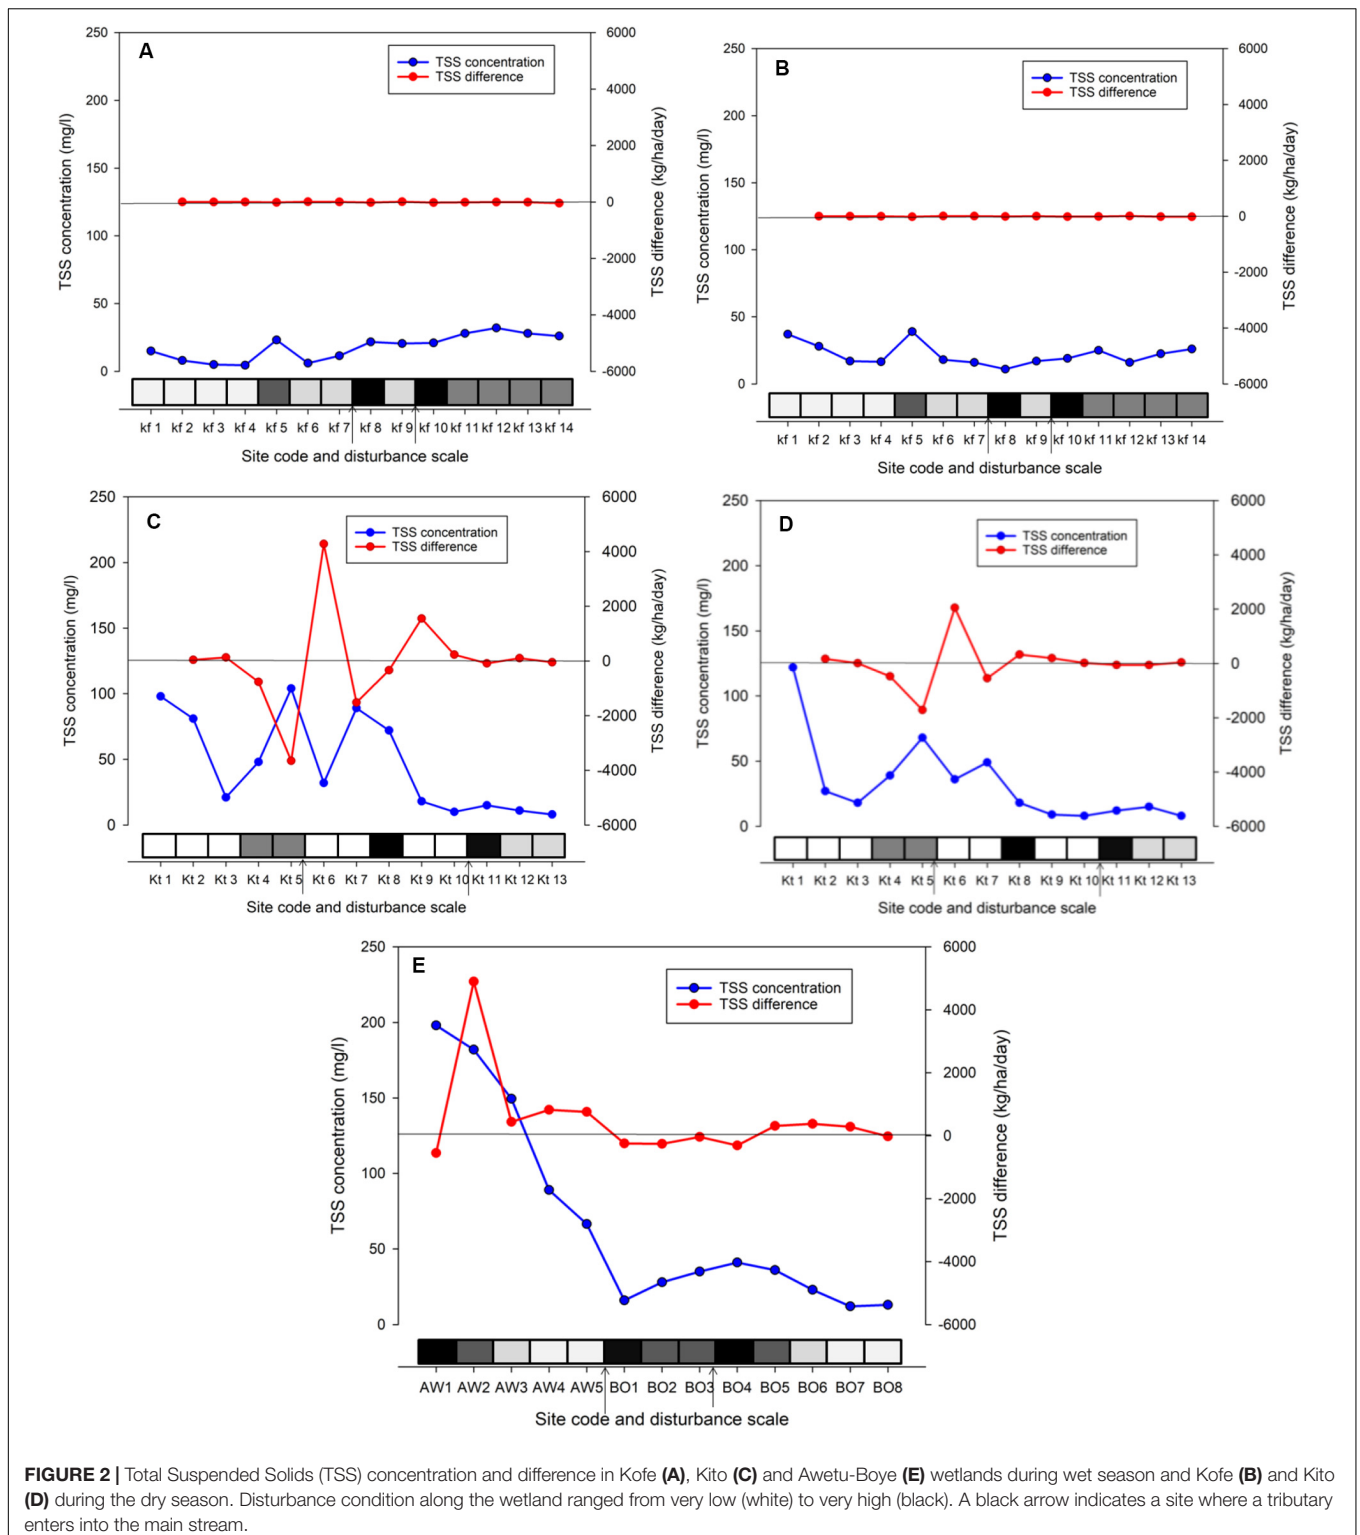 A
250
200
150
100
50
0
TSS concentration (mg/l)
TSS concentration
TSS difference
6000
4000
2000
0
-2000
-4000
-6000
TSS difference (kg/ha/day)
kf 1 kf 2 kf 3 kf 4 kf 5 kf 6 kf 7 kf 8 kf 9 kf 10 kf 11 kf 12 kf 13 kf 14
Site code and disturbance scale
B
250
200
150
100
50
0
TSS concentration (mg/l)
TSS concentration
TSS difference
6000
4000
2000
0
-2000
-4000
-6000
TSS difference (kg/ha/day)
kf 1 kf 2 kf 3 kf 4 kf 5 kf 6 kf 7 kf 8 kf 9 kf 10 kf 11 kf 12 kf 13 kf 14
Site code and disturbance scale
C
250
200
150
100
50
0
TSS concentration (mg/l)
TSS concentration
TSS difference
6000
4000
2000
0
-2000
-4000
-6000
TSS difference (kg/ha/day)
Kt 1 Kt 2 Kt 3 Kt 4 Kt 5 Kt 6 Kt 7 Kt 8 Kt 9 Kt 10 Kt 11 Kt 12 Kt 13
Site code and disturbance scale
D
250
200
150
100
50
0
TSS concentration (mg/l)
TSS concentration
TSS difference
6000
4000
2000
0
-2000
-4000
-6000
TSS difference (kg/ha/day)
Kt 1 Kt 2 Kt 3 Kt 4 Kt 5 Kt 6 Kt 7 Kt 8 Kt 9 Kt 10 Kt 11 Kt 12 Kt 13
Site code and disturbance scale
E
250
200
150
100
50
0
TSS concentration (mg/l)
TSS concentration
TSS difference
6000
4000
2000
0
-2000
-4000
-6000
TSS difference (kg/ha/day)
AW1 AW2 AW3 AW4 AW5 BO1 BO2 BO3 BO4 BO5 BO6 BO7 BO8
Site code and disturbance scale
FIGURE 2 | Total Suspended Solids (TSS) concentration and difference in Kofe (A), Kito (C) and Awetu-Boye (E) wetlands during wet season and Kofe (B) and Kito
(D) during the dry season. Disturbance condition along the wetland ranged from very low (white) to very high (black). A black arrow indicates a site where a tributary
enters into the main stream.